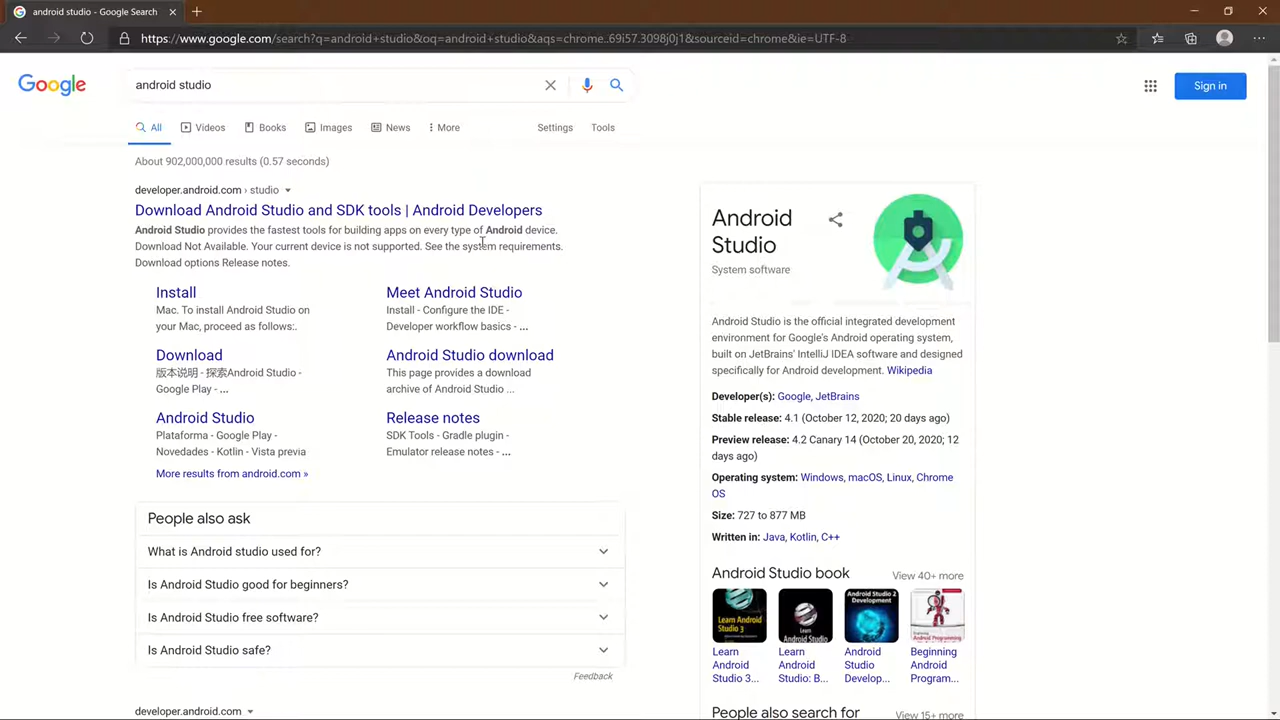 android studio - Google Search
https://www.google.com/search?q=android+studio&oq=android+studio&aqs=chrome..69i57.3098j0j1&sourceid=chrome&ie=UTF-8
Google
android studio
Sign in
All
Videos
Books
Images
News
More
Settings
Tools
About 902,000,000 results (0.57 seconds)
developer.android.com › studio
Download Android Studio and SDK tools | Android Developers
Android Studio provides the fastest tools for building apps on every type of Android device.
Download Not Available. Your current device is not supported. See the system requirements.
Download options Release notes.
Install
Mac. To install Android Studio on
your Mac, proceed as follows:.
Meet Android Studio
Install - Configure the IDE -
Developer workflow basics - ...
Download
版本说明 - 探索Android Studio -
Google Play - ...
Android Studio download
This page provides a download
archive of Android Studio ...
Android Studio
Plataforma - Google Play -
Novedades - Kotlin - Vista previa
Release notes
SDK Tools - Gradle plugin -
Emulator release notes - ...
More results from android.com »
People also ask
What is Android studio used for?
Is Android Studio good for beginners?
Is Android Studio free software?
Is Android Studio safe?
Feedback
developer.android.com
Android
Studio
System software
Android Studio is the official integrated development
environment for Google's Android operating system,
built on JetBrains' IntelliJ IDEA software and designed
specifically for Android development. Wikipedia
Developer(s): Google, JetBrains
Stable release: 4.1 (October 12, 2020; 20 days ago)
Preview release: 4.2 Canary 14 (October 20, 2020; 12
days ago)
Operating system: Windows, macOS, Linux, Chrome
OS
Size: 727 to 877 MB
Written in: Java, Kotlin, C++
Android Studio book
View 40+ more
Learn Android
Studio 3
Learn
Android Studio
Android
Studio 2
Development
Android Programming
Learn
Android
Studio 3...
Learn
Android
Studio: B...
Android
Studio
Develop...
Beginning
Android
Program...
People also search for
View 15+ more